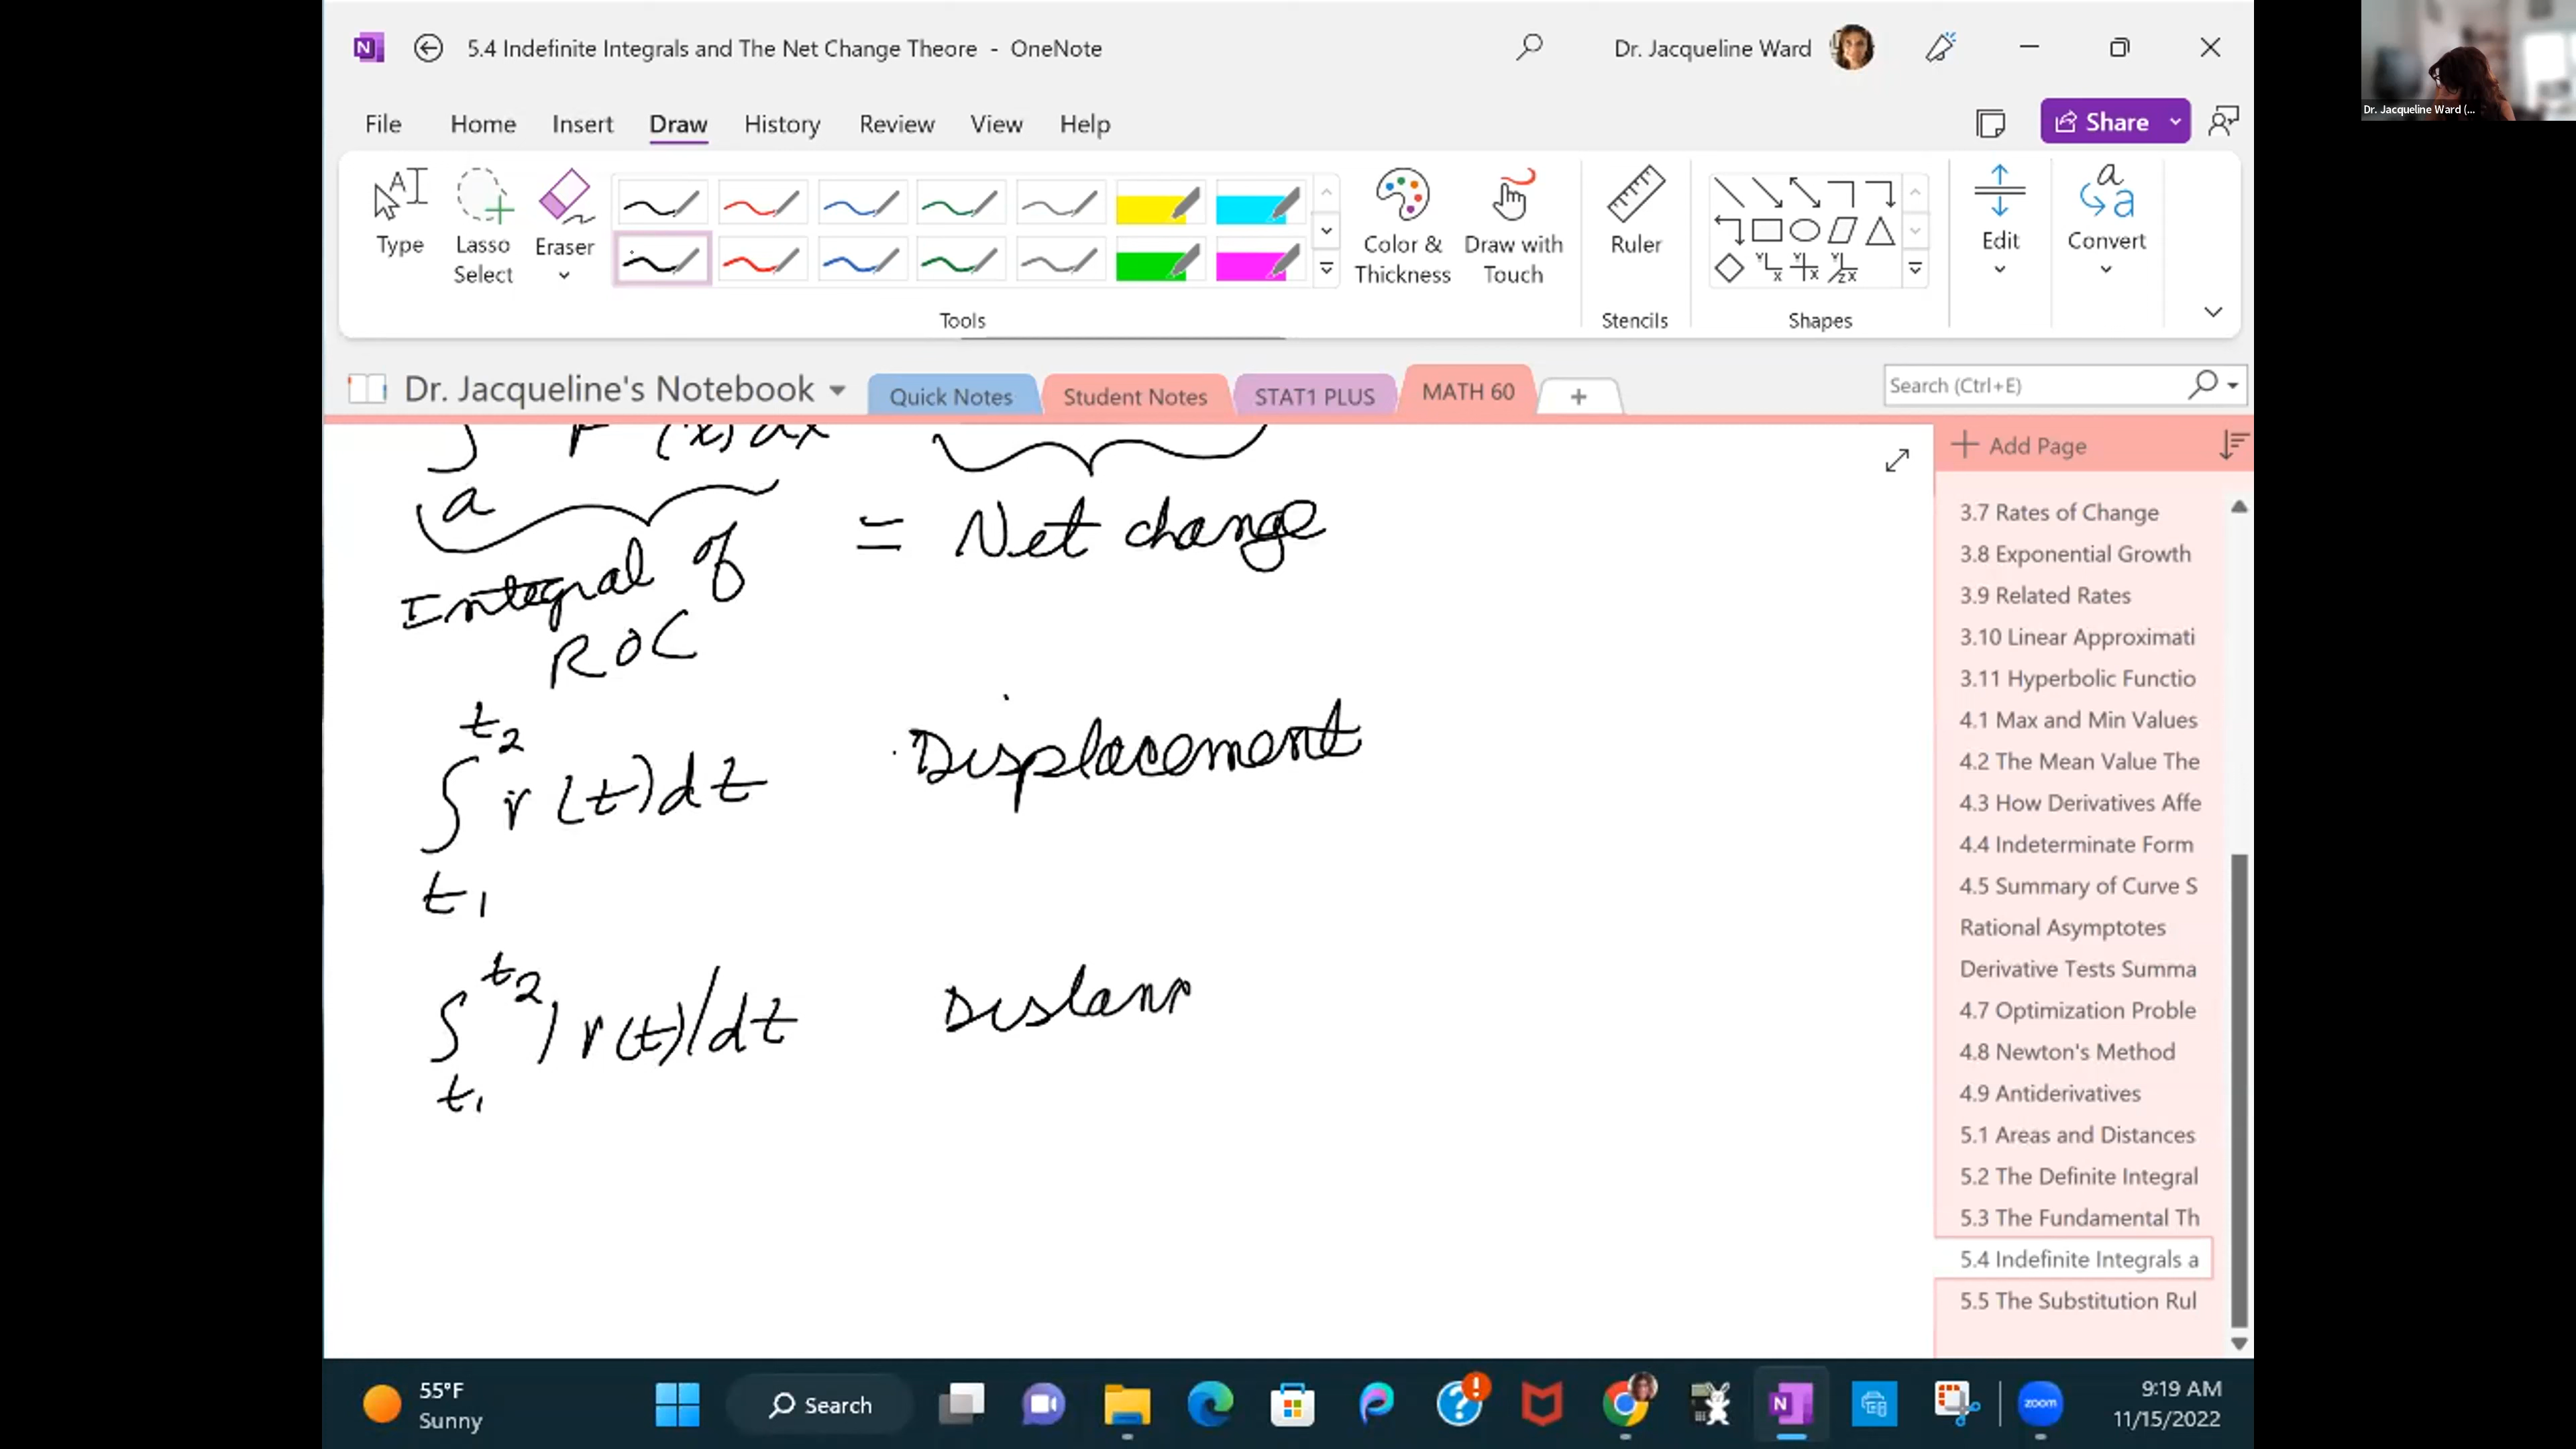 5.4 Indefinite Integrals and The Net Change Theore - OneNote
Dr. Jacqueline Ward
Dr. Jacqueline Ward (...
File Home Insert Draw History Review View Help
Share
Type
Lasso Select
Eraser
Color & Thickness
Draw with Touch
Ruler
Edit
Convert
Tools
Stencils
Shapes
Dr. Jacqueline's Notebook
Quick Notes
Student Notes
STAT1 PLUS
MATH 60
+
Search (Ctrl+E)
Add Page
3.7 Rates of Change
3.8 Exponential Growth
3.9 Related Rates
3.10 Linear Approximati
3.11 Hyperbolic Functio
4.1 Max and Min Values
4.2 The Mean Value The
4.3 How Derivatives Affe
4.4 Indeterminate Form
4.5 Summary of Curve S
Rational Asymptotes
Derivative Tests Summa
4.7 Optimization Proble
4.8 Newton's Method
4.9 Antiderivatives
5.1 Areas and Distances
5.2 The Definite Integral
5.3 The Fundamental Th
5.4 Indefinite Integrals a
5.5 The Substitution Rul
a
= Net change
Integral of
ROC
t2
∫ r(t)dt Displacement
t1
t2
∫ |r(t)|dt
t1
55°F
Sunny
Search
zoom
9:19 AM
11/15/2022